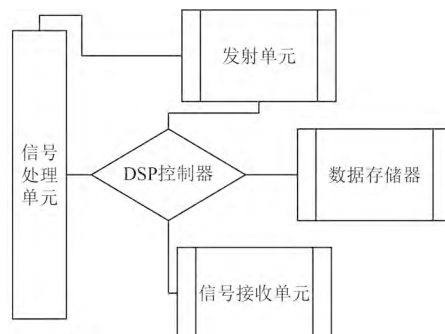 发射单元
信号
处理
单元
DSP控制器
数据存储器
信号接收单元